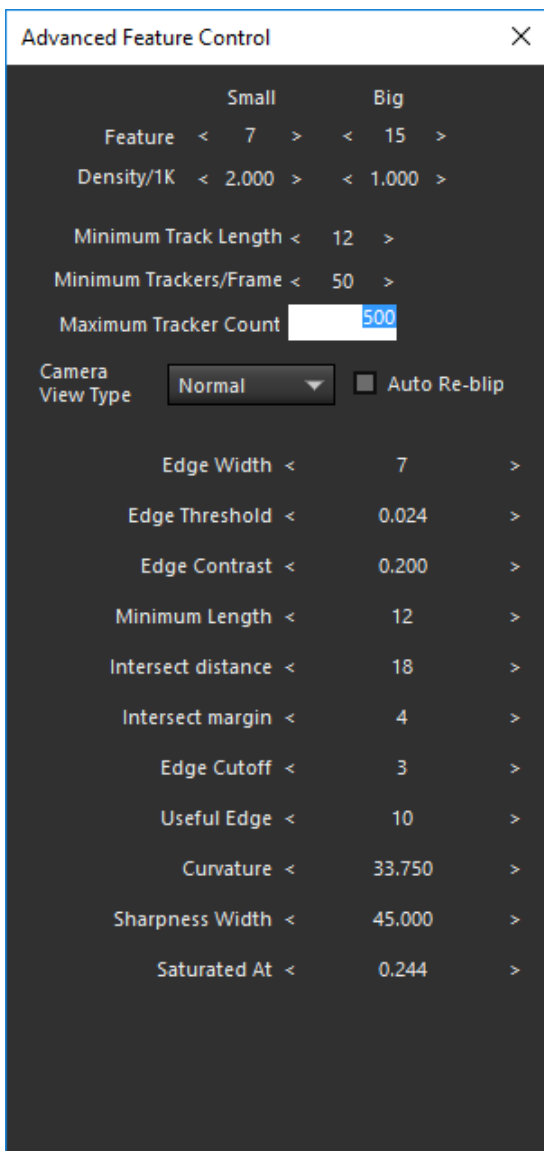 Advanced Feature Control
Small Big
Feature < 7 > < 15 >
Density/1K < 2.000 > < 1.000 >
Minimum Track Length < 12 >
Minimum Trackers/Frame < 50 >
Maximum Tracker Count 500
Camera
View Type Normal Auto Re-blip
Edge Width < 7 >
Edge Threshold < 0.024 >
Edge Contrast < 0.200 >
Minimum Length < 12 >
Intersect distance < 18 >
Intersect margin < 4 >
Edge Cutoff < 3 >
Useful Edge < 10 >
Curvature < 33.750 >
Sharpness Width < 45.000 >
Saturated At < 0.244 >